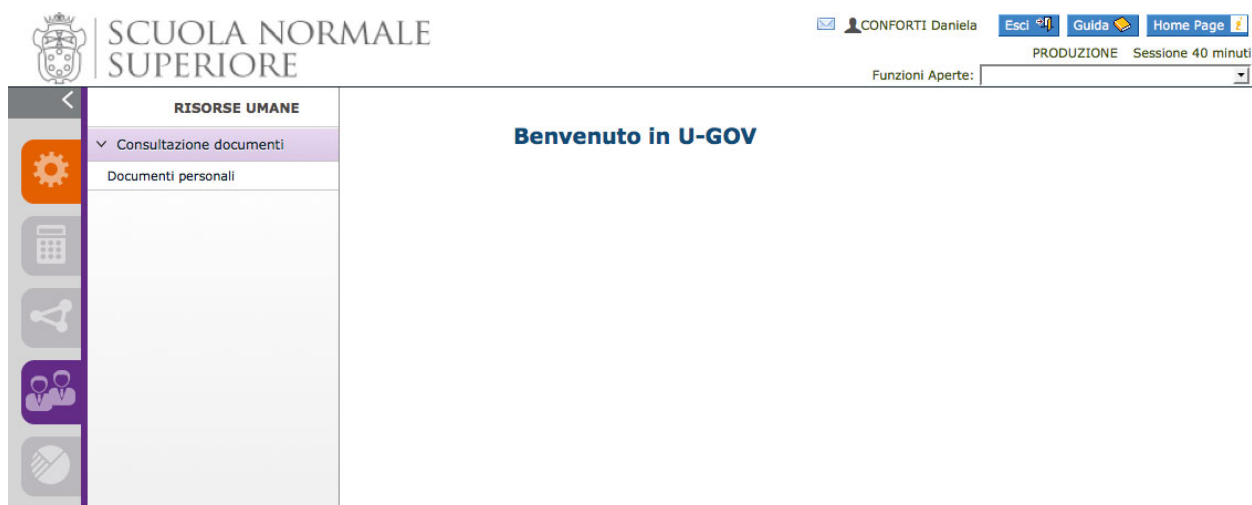 SCUOLA NORMALE
SUPERIORE
CONFORTI Daniela
Esci
Guida
Home Page
PRODUZIONE Sessione 40 minuti
Funzioni Aperte:
RISORSE UMANE
Consultazione documenti
Documenti personali
Benvenuto in U-GOV